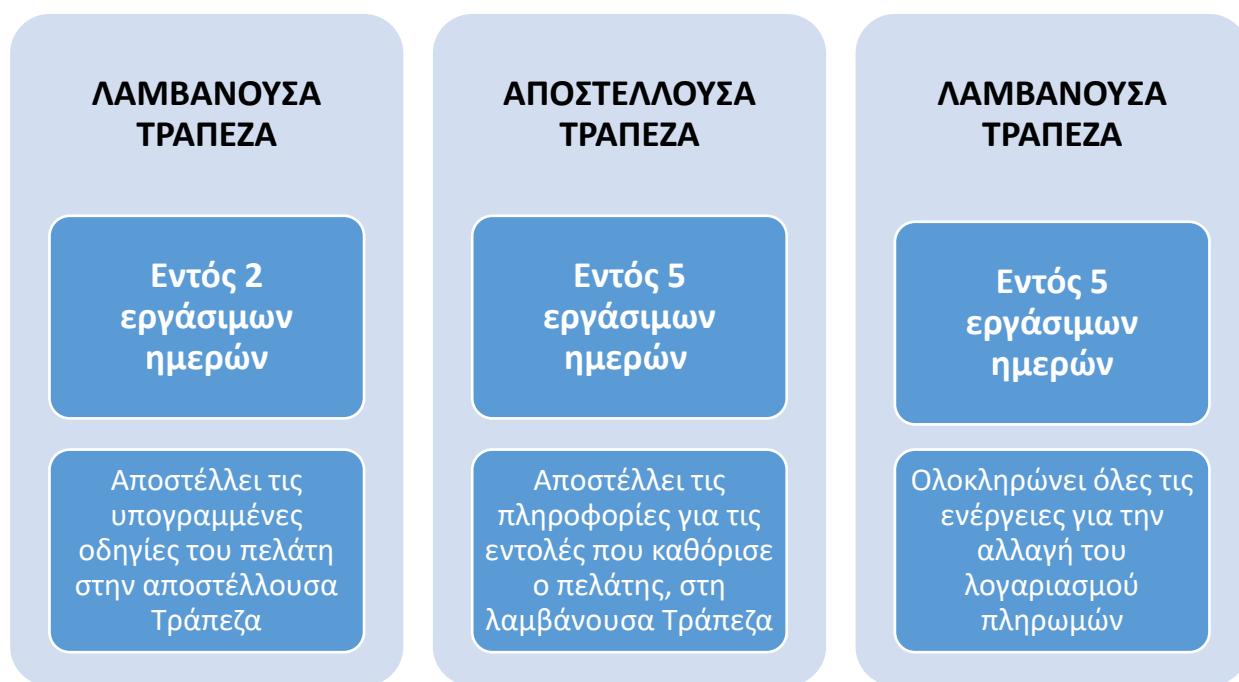 ΛΑΜΒΑΝΟΥΣΑ
ΤΡΑΠΕΖΑ
Εντός 2
εργάσιμων
ημερών
Αποστέλλει τις
υπογραμμένες
οδηγίες του πελάτη
στην αποστέλλουσα
Τράπεζα
ΑΠΟΣΤΕΛΛΟΥΣΑ
ΤΡΑΠΕΖΑ
Εντός 5
εργάσιμων
ημερών
Αποστέλλει τις
πληροφορίες για τις
εντολές που καθόρισε
ο πελάτης, στη
λαμβάνουσα Τράπεζα
ΛΑΜΒΑΝΟΥΣΑ
ΤΡΑΠΕΖΑ
Εντός 5
εργάσιμων
ημερών
Ολοκληρώνει όλες τις
ενέργειες για την
αλλαγή του
λογαριασμού
πληρωμών